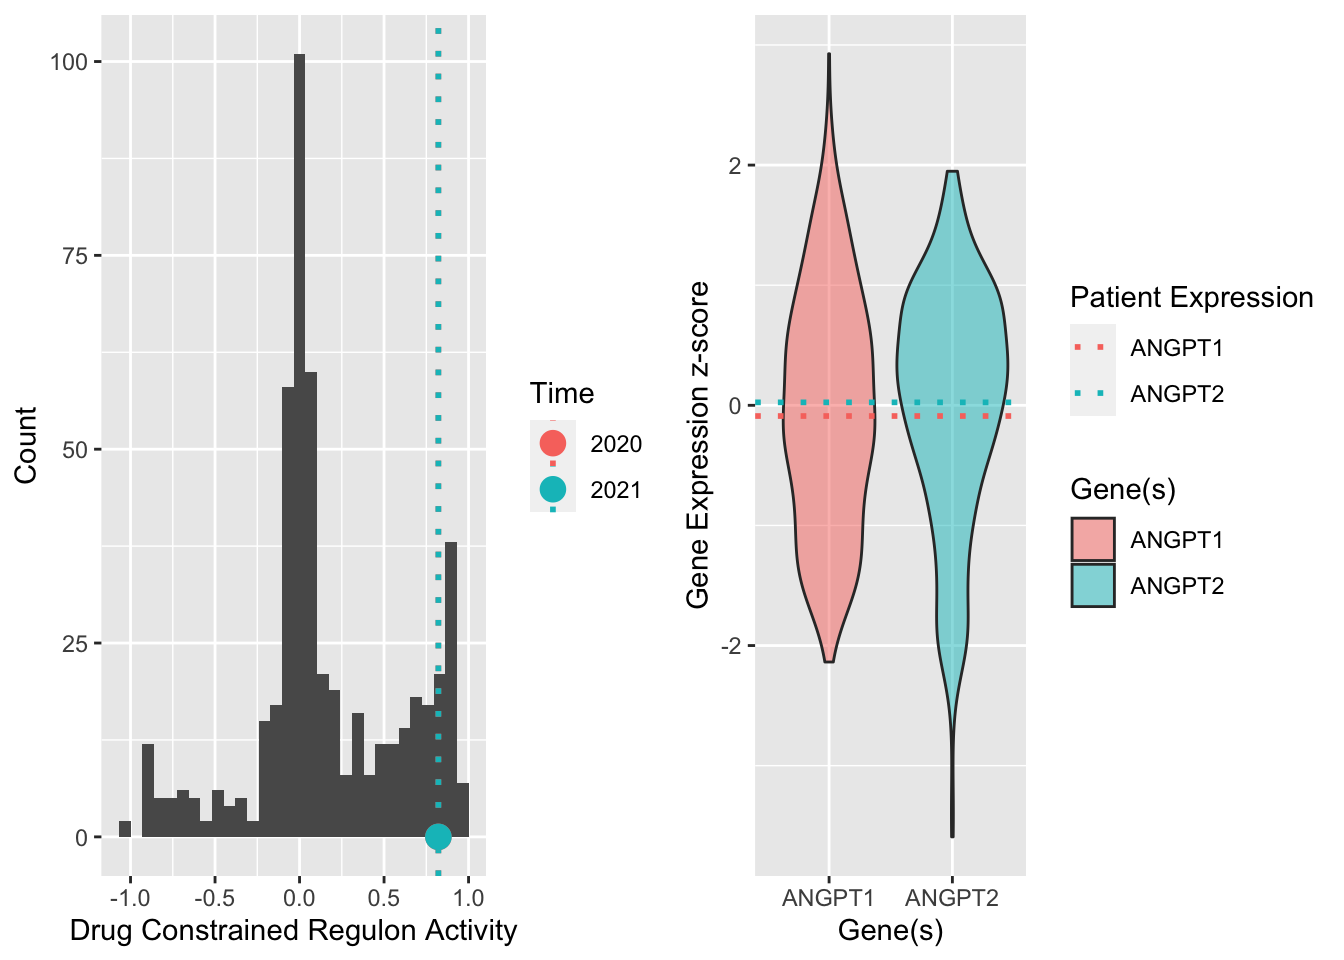 100
75
50
25
0
Count
-1.0 -0.5 0.0 0.5 1.0
Drug Constrained Regulon Activity
Time
2020
2021
2
0
-2
Gene Expression z-score
ANGPT1 ANGPT2
Gene(s)
Patient Expression
ANGPT1
ANGPT2
Gene(s)
ANGPT1
ANGPT2